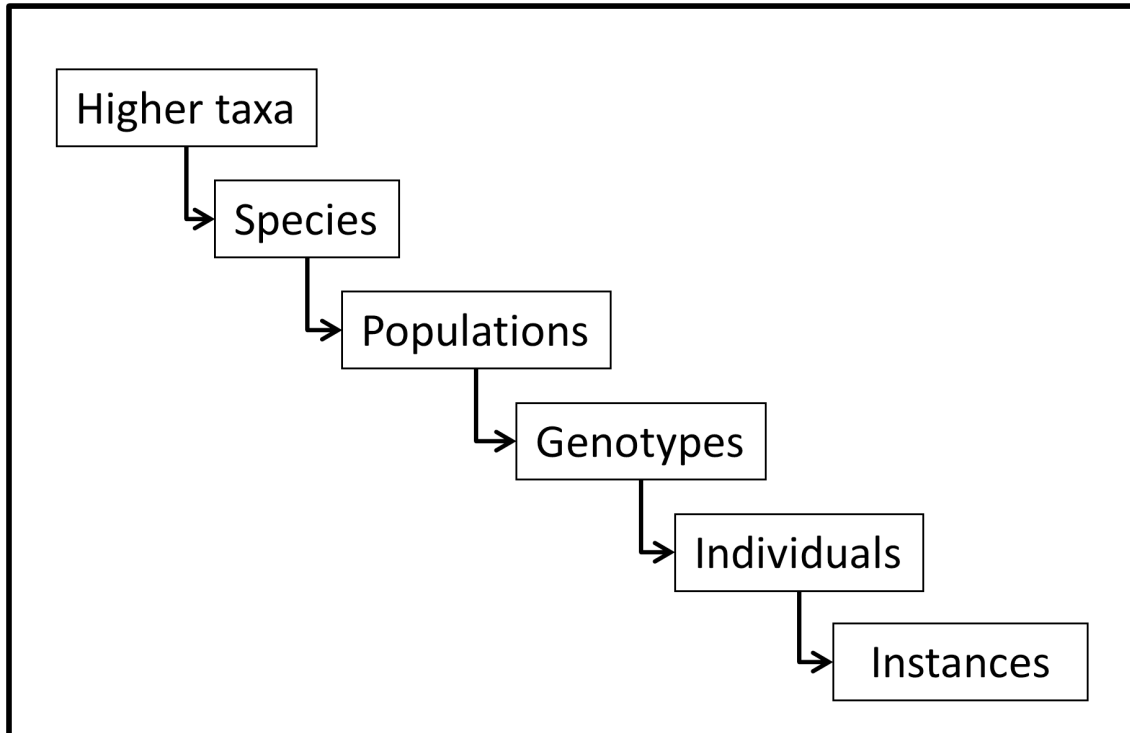 Higher taxa
Species
Populations
Genotypes
Individuals
Instances